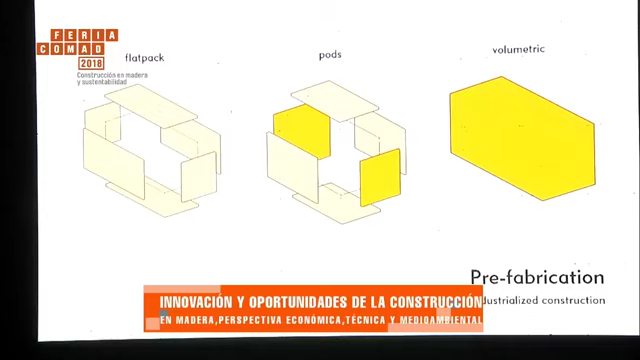 FERIA
COMAD
2018
Construcción en madera
y sustentabilidad
flatpack
pods
volumetric
Pre-fabrication
industrialized construction
INNOVACIÓN Y OPORTUNIDADES DE LA CONSTRUCCIÓN
EN MADERA, PERSPECTIVA ECONÓMICA, TÉCNICA Y MEDIOAMBIENTAL